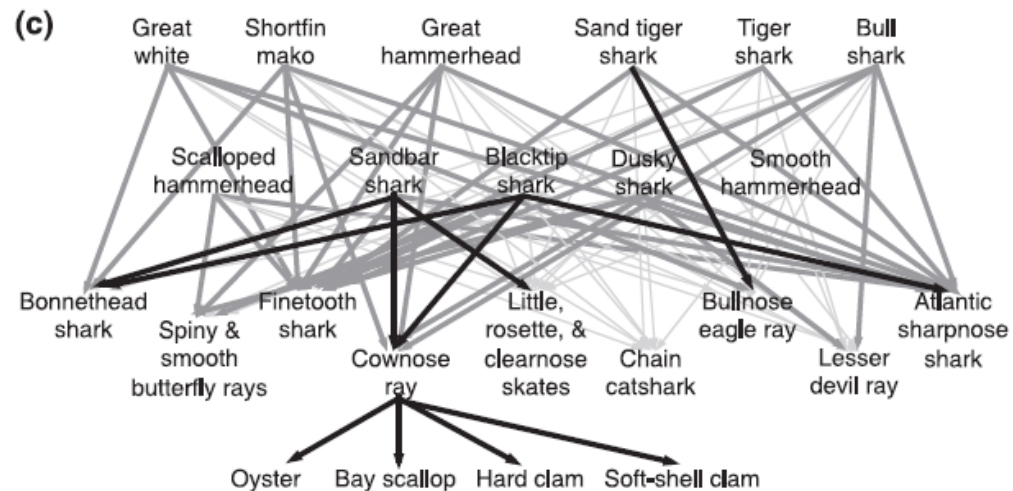 (c)
Great white
Shortfin mako
Great hammerhead
Sand tiger shark
Tiger shark
Bull shark
Scalloped hammerhead
Sandbar shark
Blacktip shark
Dusky shark
Smooth hammerhead
Bonnethead shark
Spiny & smooth butterfly rays
Finetooth shark
Cownose ray
Little, rosette, & clearnose skates
Chain catshark
Bullnose eagle ray
Lesser devil ray
Atlantic sharpnose shark
Oyster
Bay scallop
Hard clam
Soft-shell clam